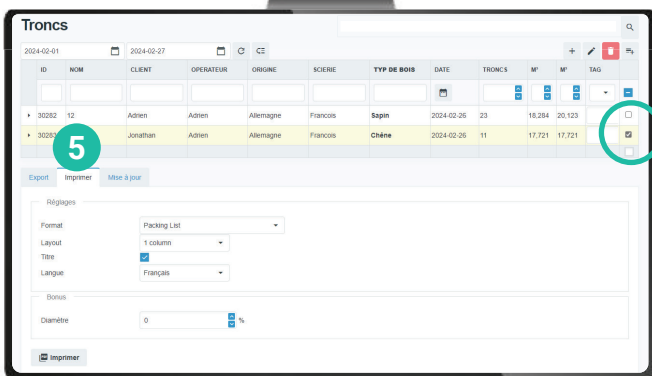 Troncs
2024-02-01 2024-02-27
ID NOM CLIENT OPERATEUR ORIGINE SCIERIE TYP DE BOIS DATE TRONCS M³ M³ TAG
30282 12 Adrien Adrien Allemagne Francois Sapin 2024-02-26 23 18,284 20,123
30283 Jonathan Adrien Allemagne Francois Chêne 2024-02-26 11 17,721 17,721
5
Export Imprimer Mise à jour
Réglages
Format Packing List
Layout 1 column
Titre
Langue Français
Bonus
Diamètre 0 %
Imprimer